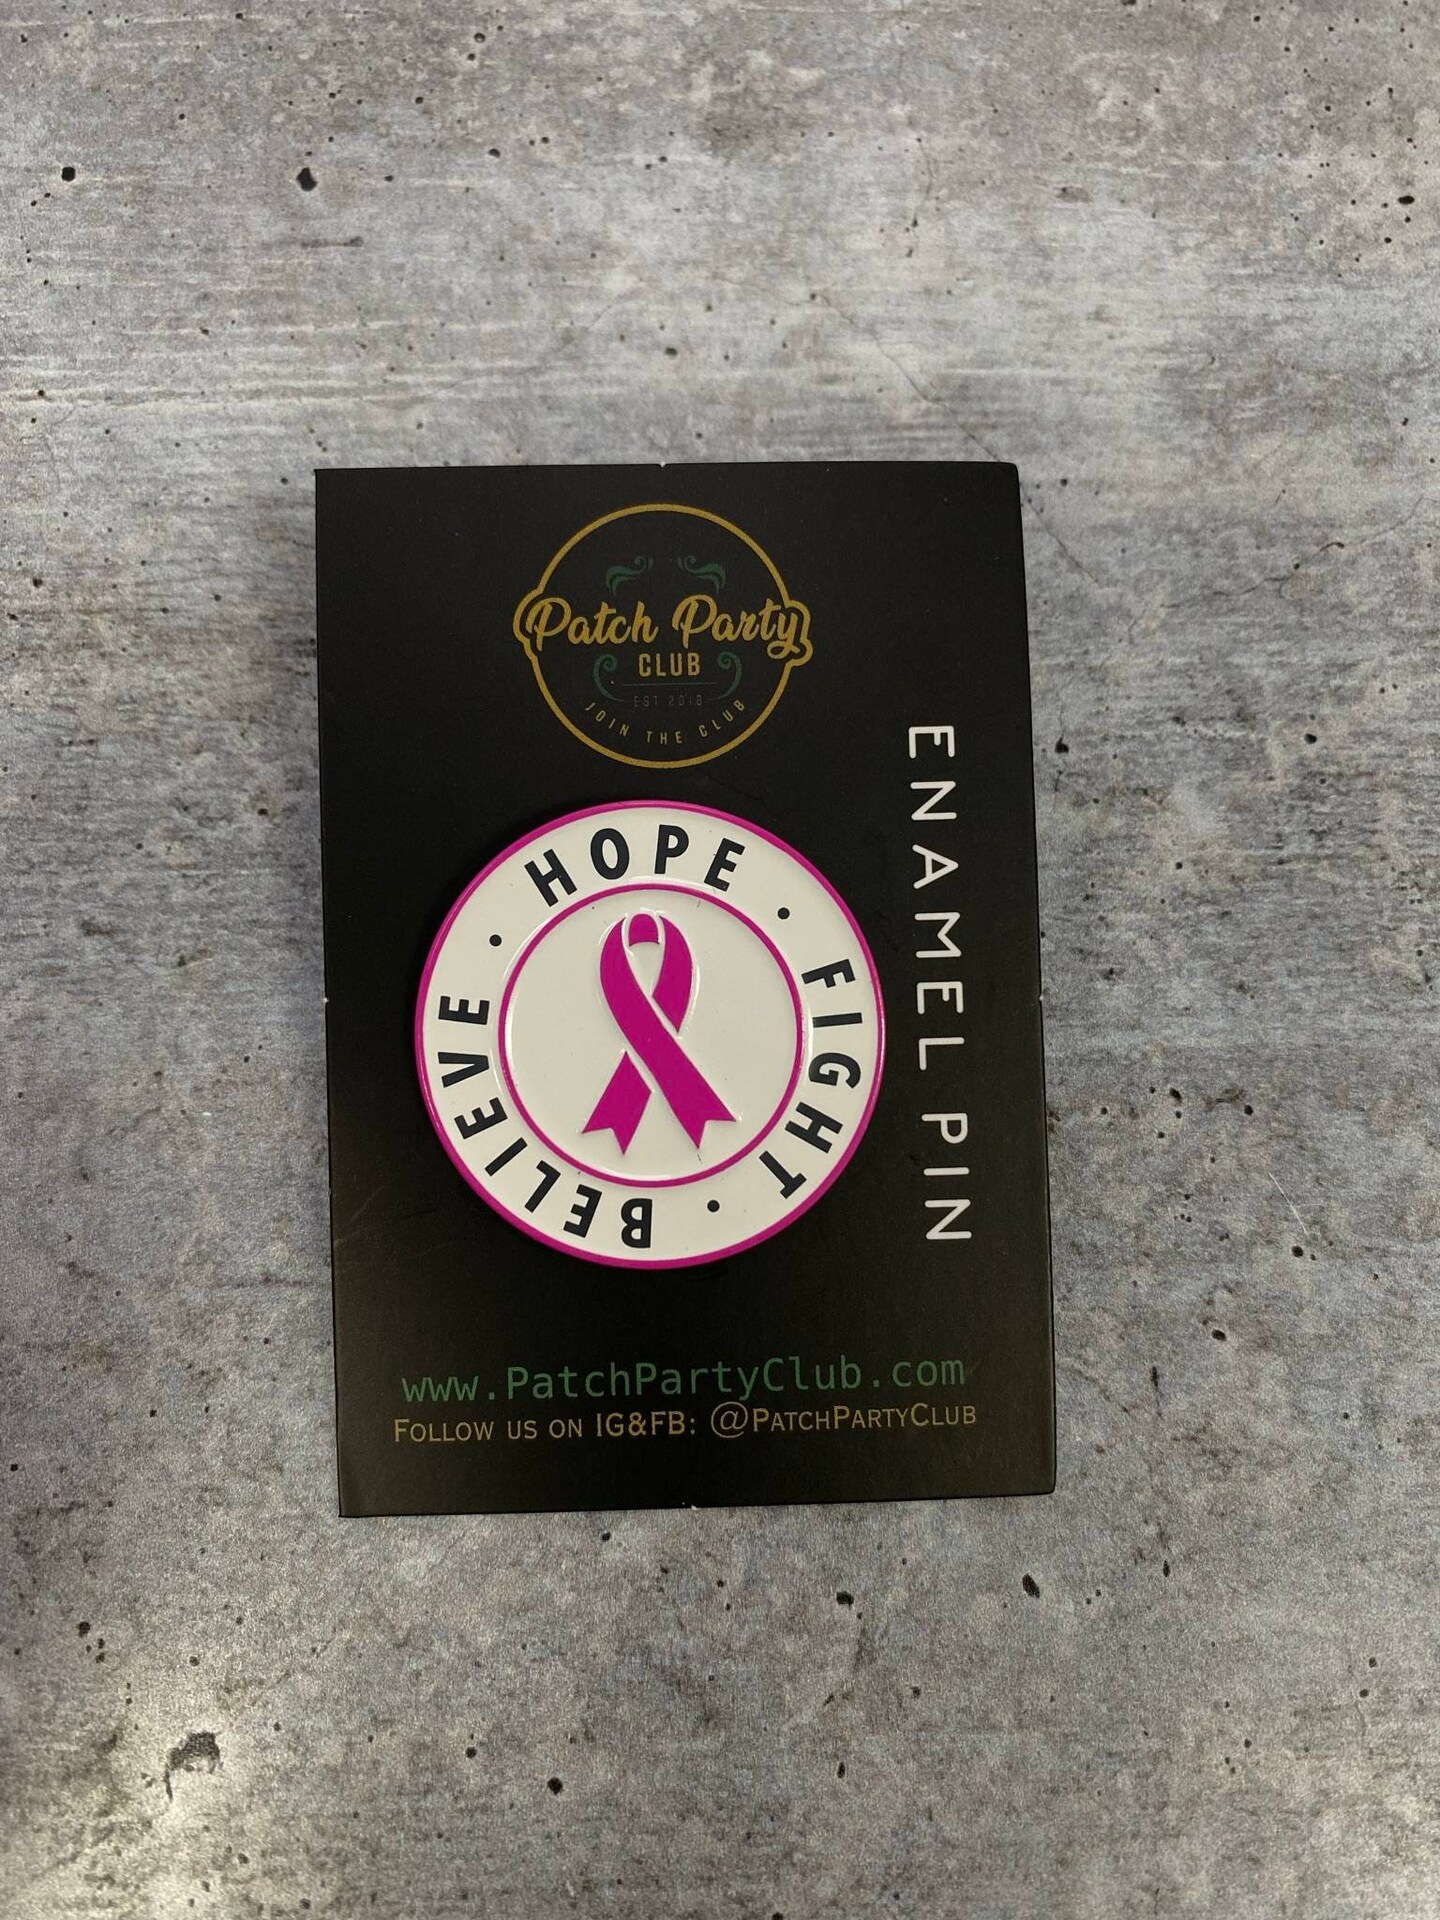 Patch Party
CLUB
EST 2018
JOIN THE CLUB
ENAMEL PIN
HOPE • FIGHT • BELIEVE •
www.PatchPartyClub.com
FOLLOW US ON IG&FB: @PATCHPARTYCLUB